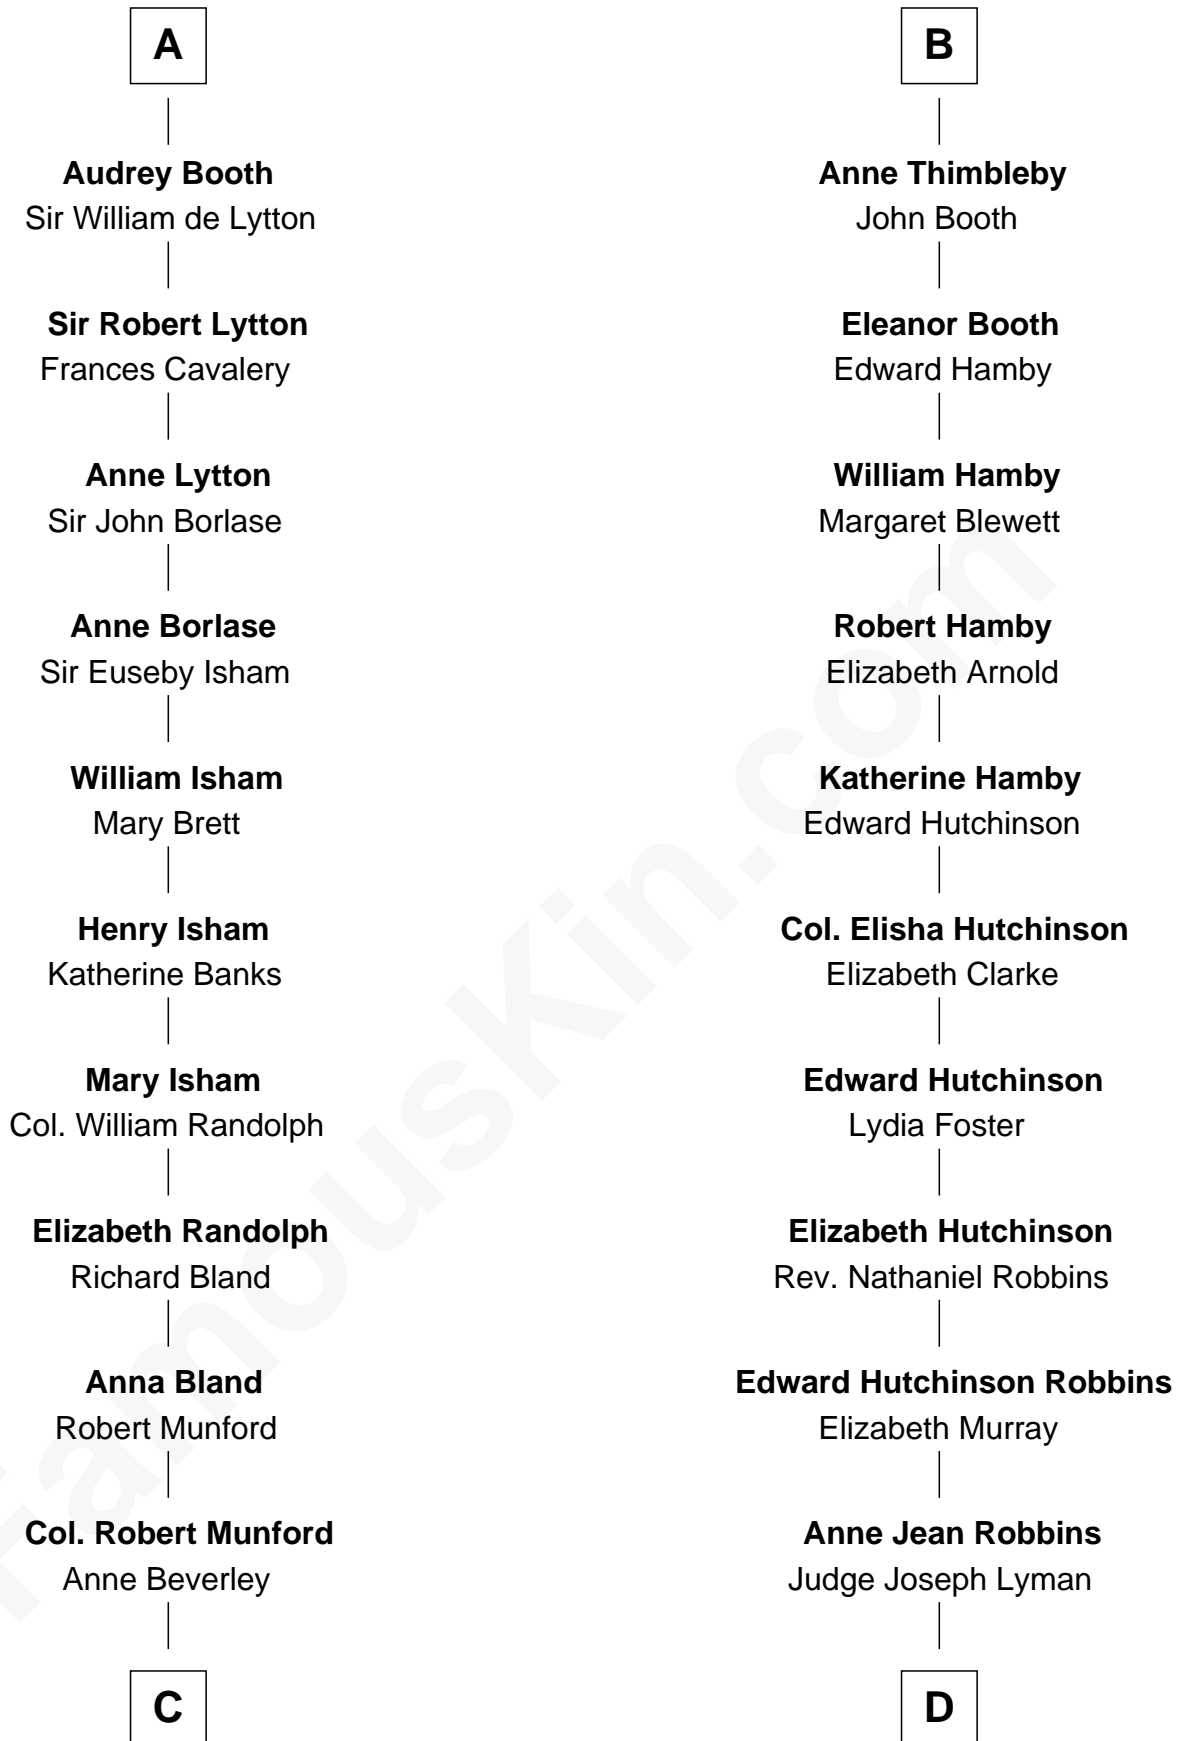 A
Audrey Booth
Sir William de Lytton
Sir Robert Lytton
Frances Cavalery
Anne Lytton
Sir John Borlase
Anne Borlase
Sir Euseby Isham
William Isham
Mary Brett
Henry Isham
Katherine Banks
Mary Isham
Col. William Randolph
Elizabeth Randolph
Richard Bland
Anna Bland
Robert Munford
Col. Robert Munford
Anne Beverley
C
B
Anne Thimbleby
John Booth
Eleanor Booth
Edward Hamby
William Hamby
Margaret Blewett
Robert Hamby
Elizabeth Arnold
Katherine Hamby
Edward Hutchinson
Col. Elisha Hutchinson
Elizabeth Clarke
Edward Hutchinson
Lydia Foster
Elizabeth Hutchinson
Rev. Nathaniel Robbins
Edward Hutchinson Robbins
Elizabeth Murray
Anne Jean Robbins
Judge Joseph Lyman
D
FamousKin.com